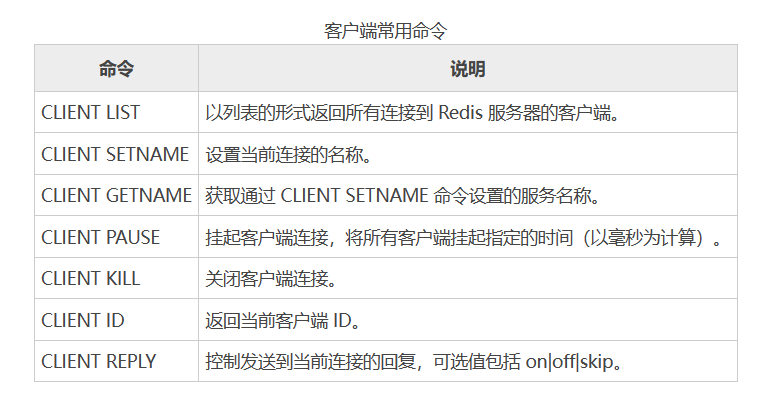 客户端常用命令
命令 说明
CLIENT LIST 以列表的形式返回所有连接到 Redis 服务器的客户端。
CLIENT SETNAME 设置当前连接的名称。
CLIENT GETNAME 获取通过 CLIENT SETNAME 命令设置的服务名称。
CLIENT PAUSE 挂起客户端连接，将所有客户端挂起指定的时间（以毫秒为计算）。
CLIENT KILL 关闭客户端连接。
CLIENT ID 返回当前客户端 ID。
CLIENT REPLY 控制发送到当前连接的回复，可选值包括 on|off|skip。